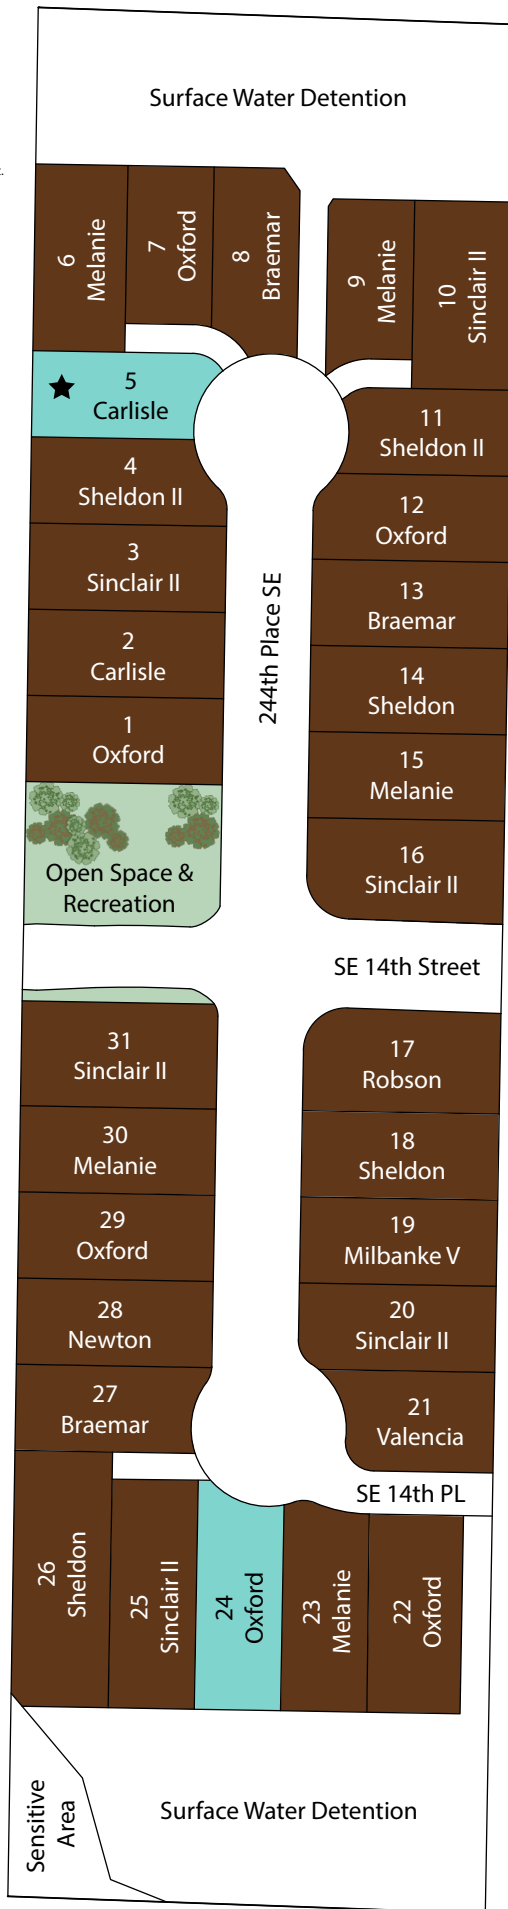 Surface Water Detention
6
Melanie
7
Oxford
8
Braemar
9
Melanie
10
Sinclair II
5
Carlisle
11
Sheldon II
4
Sheldon II
12
Oxford
3
Sinclair II
13
Braemar
244th Place SE
2
Carlisle
14
Sheldon
1
Oxford
15
Melanie
16
Sinclair II
Open Space &
Recreation
SE 14th Street
31
Sinclair II
17
Robson
30
Melanie
18
Sheldon
29
Oxford
19
Milbanke V
28
Newton
20
Sinclair II
27
Braemar
21
Valencia
SE 14th PL
26
Sheldon
25
Sinclair II
24
Oxford
23
Melanie
22
Oxford
Sensitive
Area
Surface Water Detention